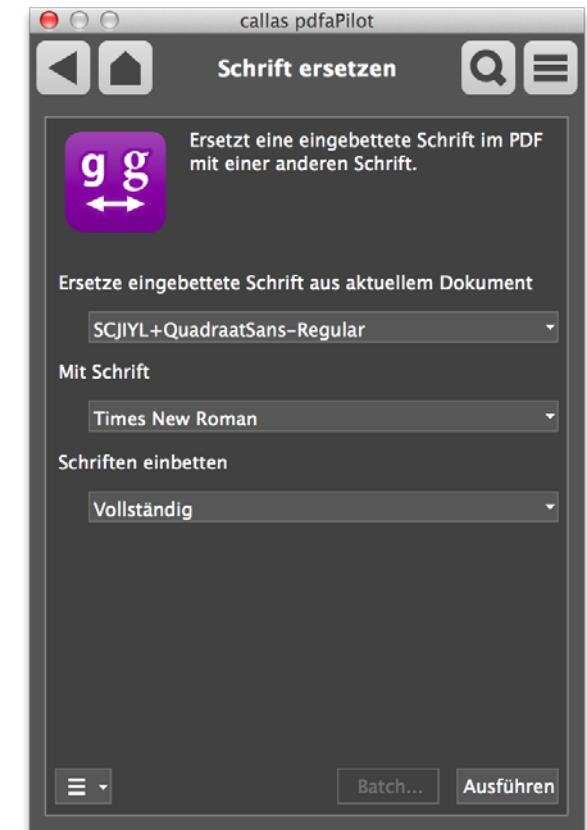 callas pdfaPilot
Schrift ersetzen
g g
Ersetzt eine eingebettete Schrift im PDF
mit einer anderen Schrift.
Ersetze eingebettete Schrift aus aktuellem Dokument
SCJIYL+QuadraatSans-Regular
Mit Schrift
Times New Roman
Schriften einbetten
Vollständig
Batch...
Ausführen